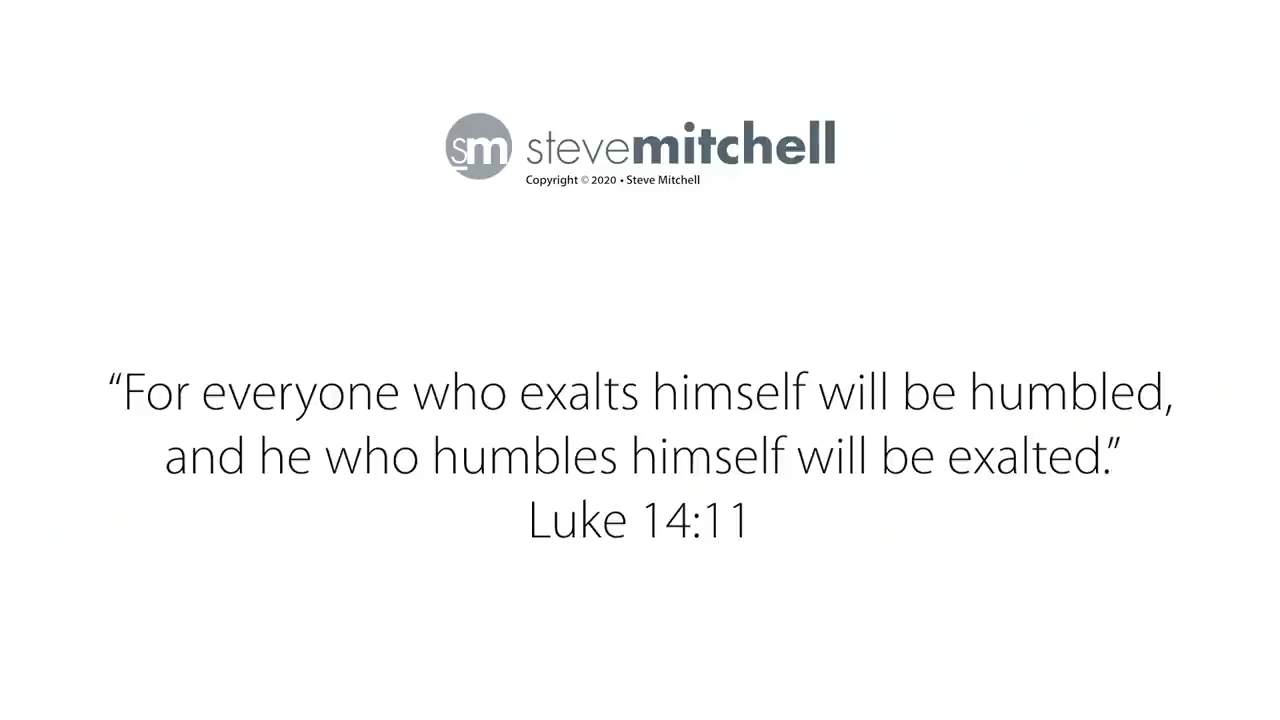 sm stevemitchell
Copyright © 2020 • Steve Mitchell
“For everyone who exalts himself will be humbled,
and he who humbles himself will be exalted.”
Luke 14:11